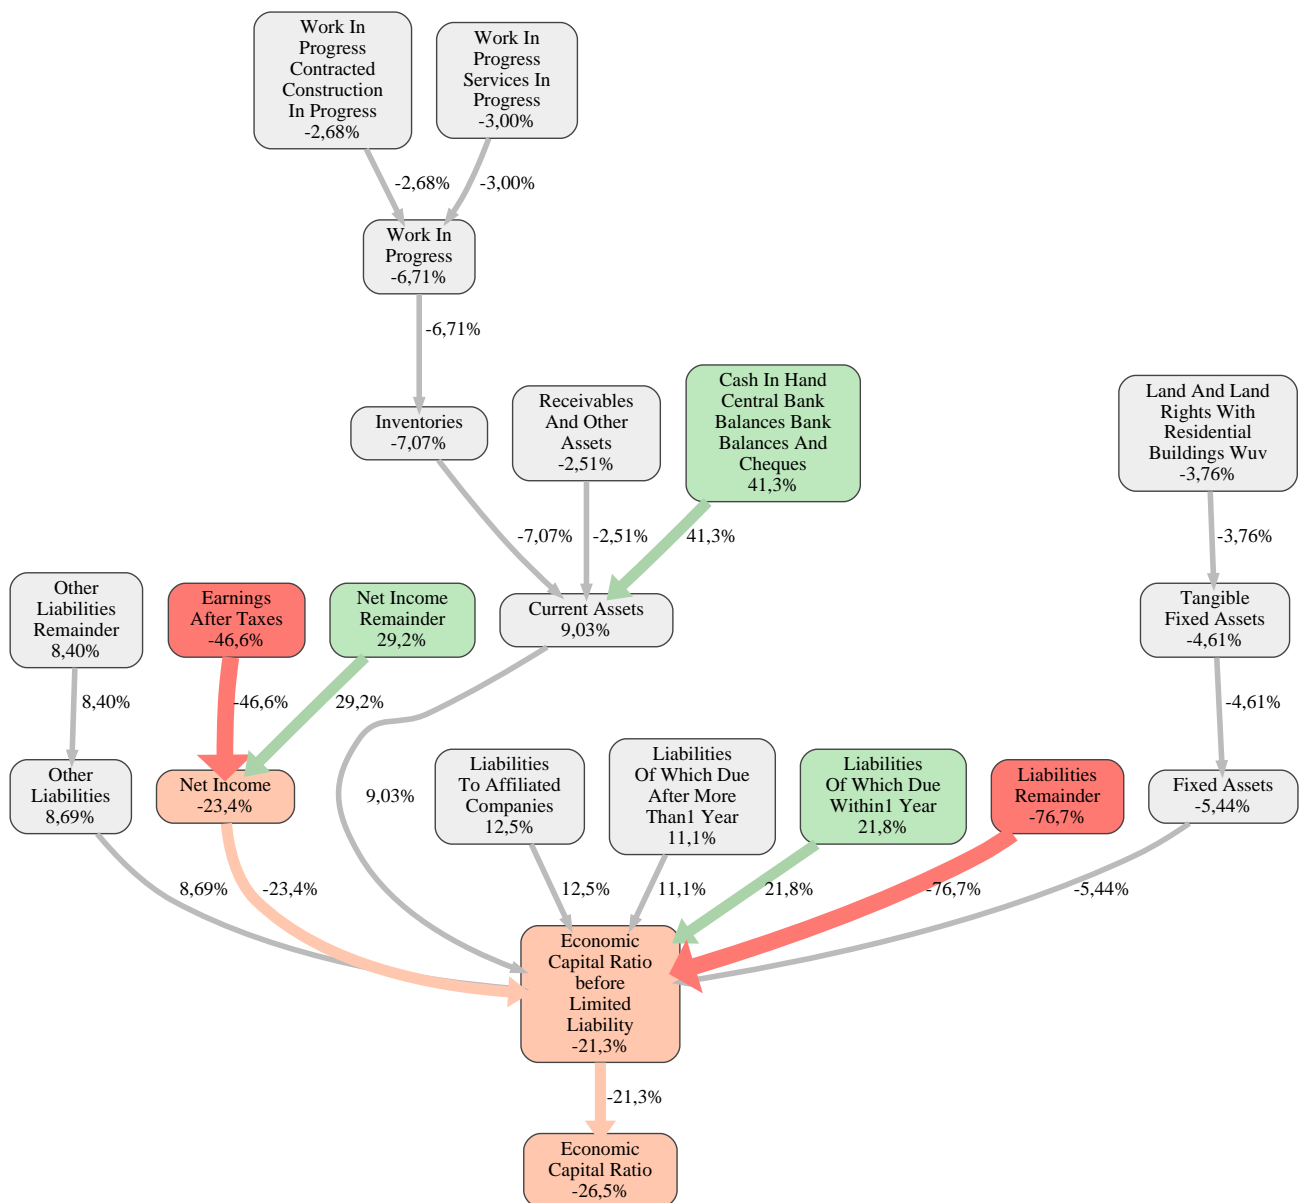 Work In
Progress
Contracted
Construction
In Progress
-2,68%
Work In
Progress
Services In
Progress
-3,00%
-2,68%
-3,00%
Work In
Progress
-6,71%
-6,71%
Inventories
-7,07%
Receivables
And Other
Assets
-2,51%
Cash In Hand
Central Bank
Balances Bank
Balances And
Cheques
41,3%
Land And Land
Rights With
Residential
Buildings Wuv
-3,76%
-7,07%
-2,51%
41,3%
-3,76%
Other
Liabilities
Remainder
8,40%
Earnings
After Taxes
-46,6%
Net Income
Remainder
29,2%
Current Assets
9,03%
Tangible
Fixed Assets
-4,61%
8,40%
-46,6%
29,2%
-4,61%
Other
Liabilities
8,69%
Net Income
-23,4%
9,03%
Liabilities
To Affiliated
Companies
12,5%
Liabilities
Of Which Due
After More
Than1 Year
11,1%
Liabilities
Of Which Due
Within1 Year
21,8%
Liabilities
Remainder
-76,7%
Fixed Assets
-5,44%
8,69%
-23,4%
12,5%
11,1%
21,8%
-76,7%
-5,44%
Economic
Capital Ratio
before
Limited
Liability
-21,3%
-21,3%
Economic
Capital Ratio
-26,5%